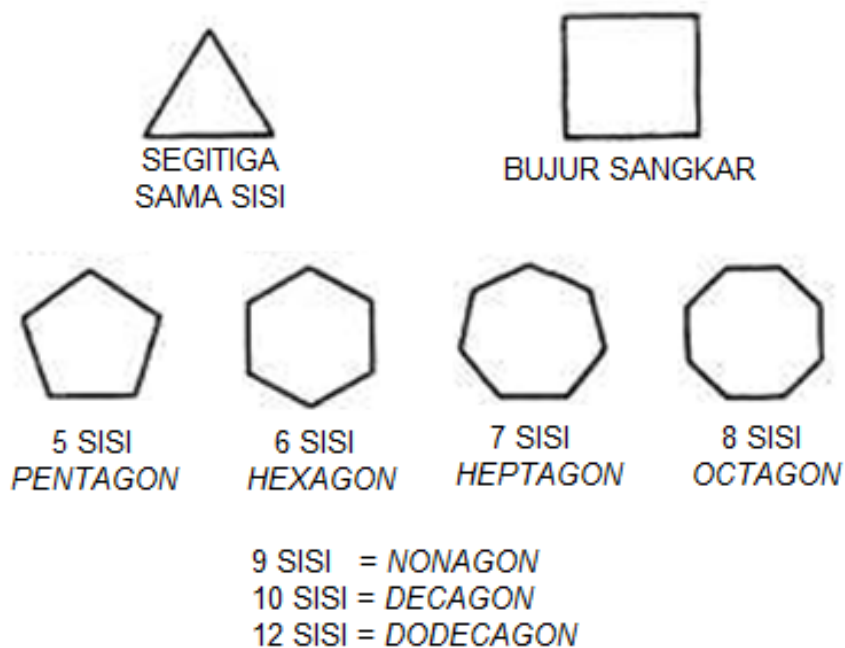 SEGITIGA
SAMA SISI
BUJUR SANGKAR
5 SISI
PENTAGON
6 SISI
HEXAGON
7 SISI
HEPTAGON
8 SISI
OCTAGON
9 SISI = NONAGON
10 SISI = DECAGON
12 SISI = DODECAGON